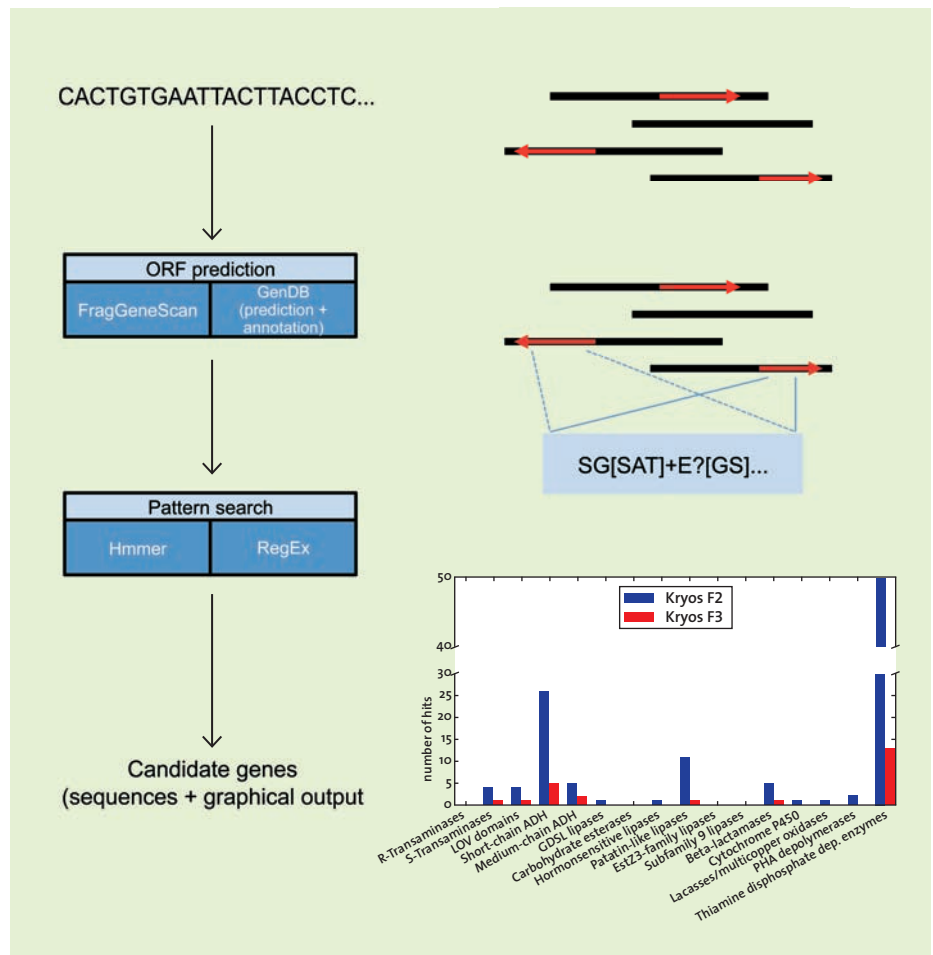 CACTGTGAATTACTTACCTC...
ORF prediction
FragGeneScan
GenDB
(prediction +
annotation)
SG[SAT]+E?[GS]...
Pattern search
Hmmer
RegEx
Candidate genes
(sequences + graphical output
50
40
30
25
20
15
10
5
0
number of hits
Kryos F2
Kryos F3
R-Transaminases
S-Transaminases
LOV domains
Short-chain ADH
Medium-chain ADH
GDSL lipases
Carbohydrate esterases
Hormonsensitive lipases
Patatin-like lipases
EstZ3-family lipases
Subfamily 9 lipases
Beta-lactamases
Cytochrome P450
Lacasses/multicopper oxidases
PHA depolymerases
Thiamine disphosphate dep. enzymes